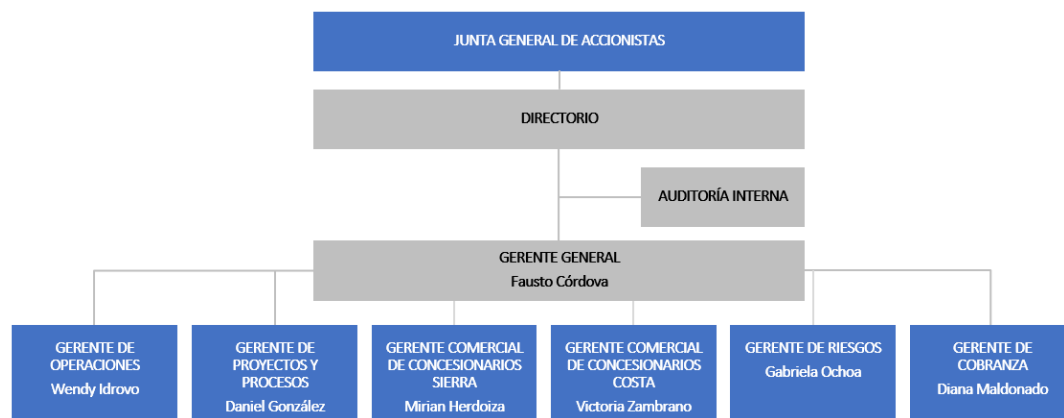 JUNTA GENERAL DE ACCIONISTAS
DIRECTORIO
AUDITORÍA INTERNA
GERENTE GENERAL
Fausto Córdova
GERENTE DE
OPERACIONES
Wendy Idrovo
GERENTE DE
PROYECTOS Y
PROCESOS
Daniel González
GERENTE COMERCIAL
DE CONCESIONARIOS
SIERRA
Mirian Herdoiza
GERENTE COMERCIAL
DE CONCESIONARIOS
COSTA
Victoria Zambrano
GERENTE DE RIESGOS
Gabriela Ochoa
GERENTE DE
COBRANZA
Diana Maldonado